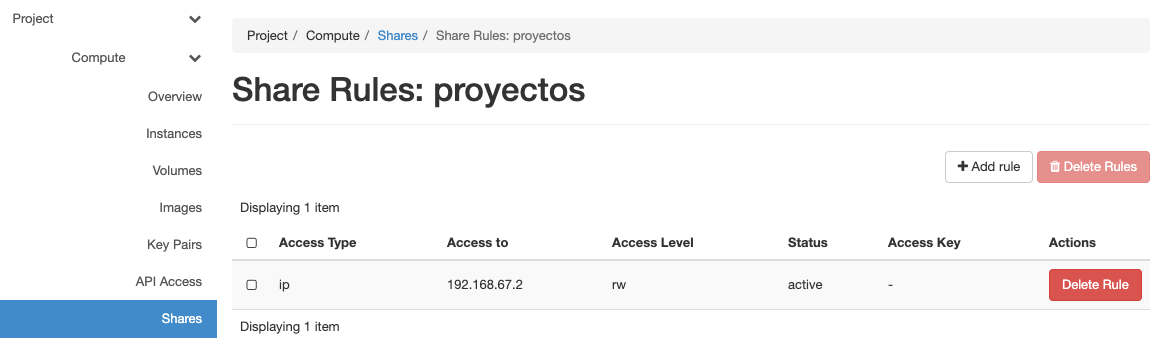 Project
Compute
Overview
Instances
Volumes
Images
Key Pairs
API Access
Shares
Project / Compute / Shares / Share Rules: proyectos
Share Rules: proyectos
Add rule Delete Rules
Displaying 1 item
Access Type Access to Access Level Status Access Key Actions
ip 192.168.67.2 rw active - Delete Rule
Displaying 1 item